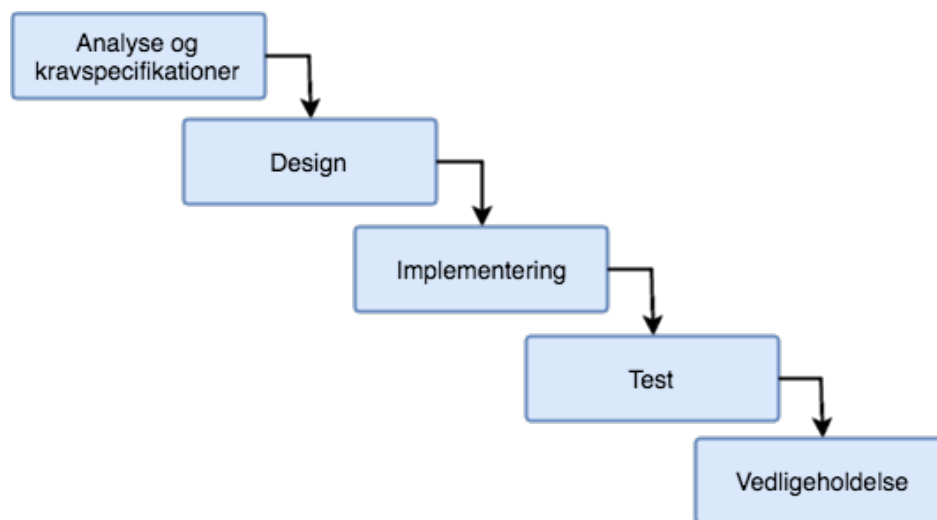 Analyse og
kravspecifikationer
Design
Implementering
Test
Vedligeholdelse